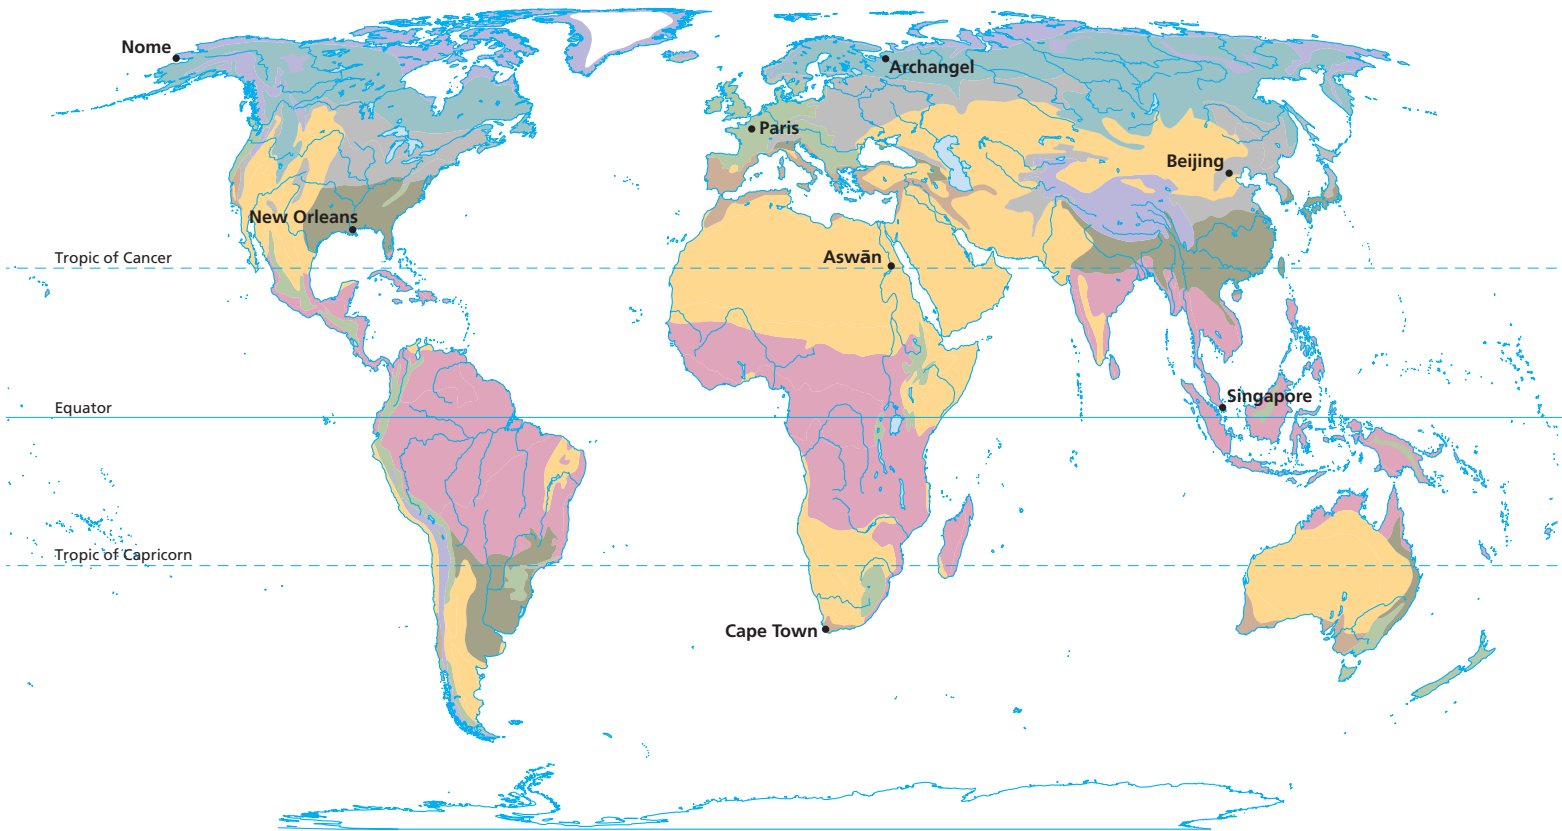 Nome
Archangel
Paris
Beijing
New Orleans
Tropic of Cancer
Aswān
Equator
Singapore
Tropic of Capricorn
Cape Town